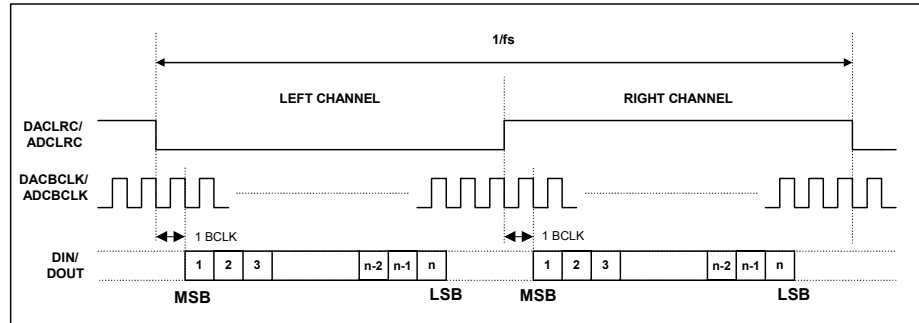 1/fs
LEFT CHANNEL RIGHT CHANNEL
DACLRC/
ADCLRC
DACBCLK/
ADCBCLK
1 BCLK 1 BCLK
DIN/
DOUT
1 2 3 n-2 n-1 n 1 2 3 n-2 n-1 n
MSB LSB MSB LSB